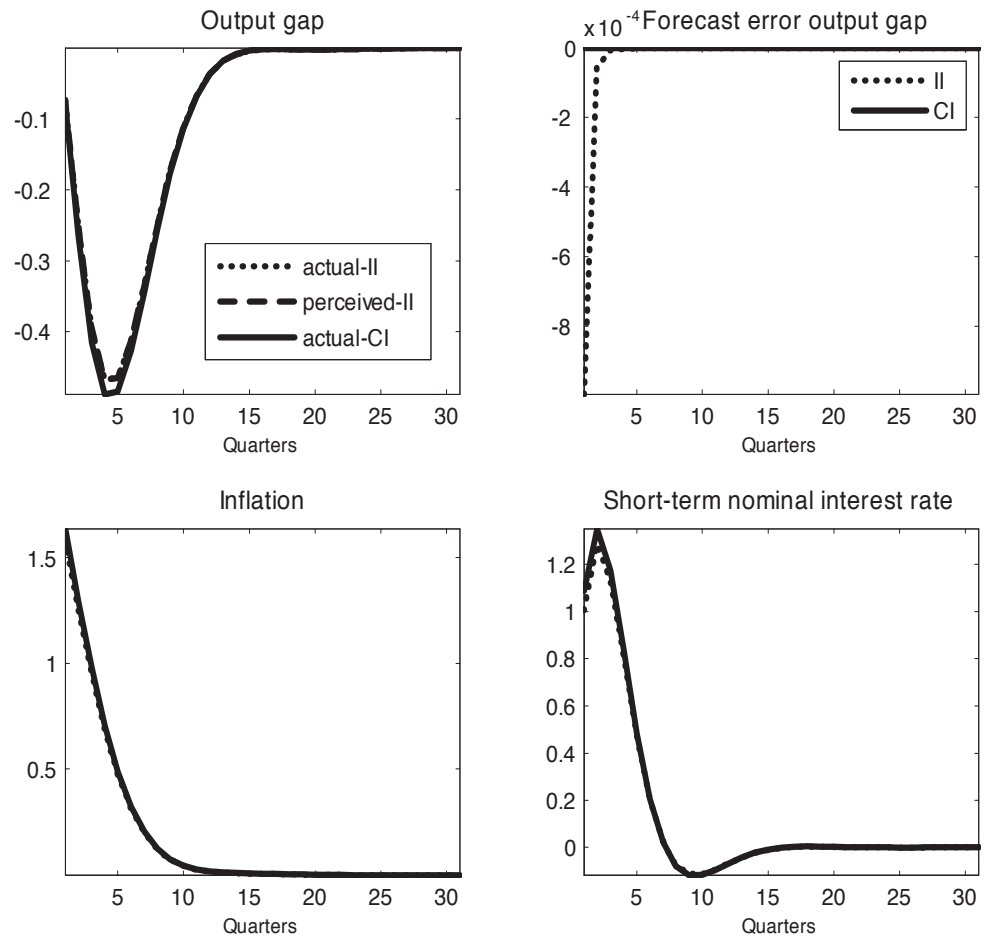 Output gap
-0.1
-0.2
-0.3
-0.4
actual-II
perceived-II
actual-CI
5 10 15 20 25 30
Quarters
x10 -4 Forecast error output gap
0
-2
-4
-6
-8
II
CI
5 10 15 20 25 30
Quarters
Inflation
1.5
1
0.5
5 10 15 20 25 30
Quarters
Short-term nominal interest rate
1.2
1
0.8
0.6
0.4
0.2
0
5 10 15 20 25 30
Quarters